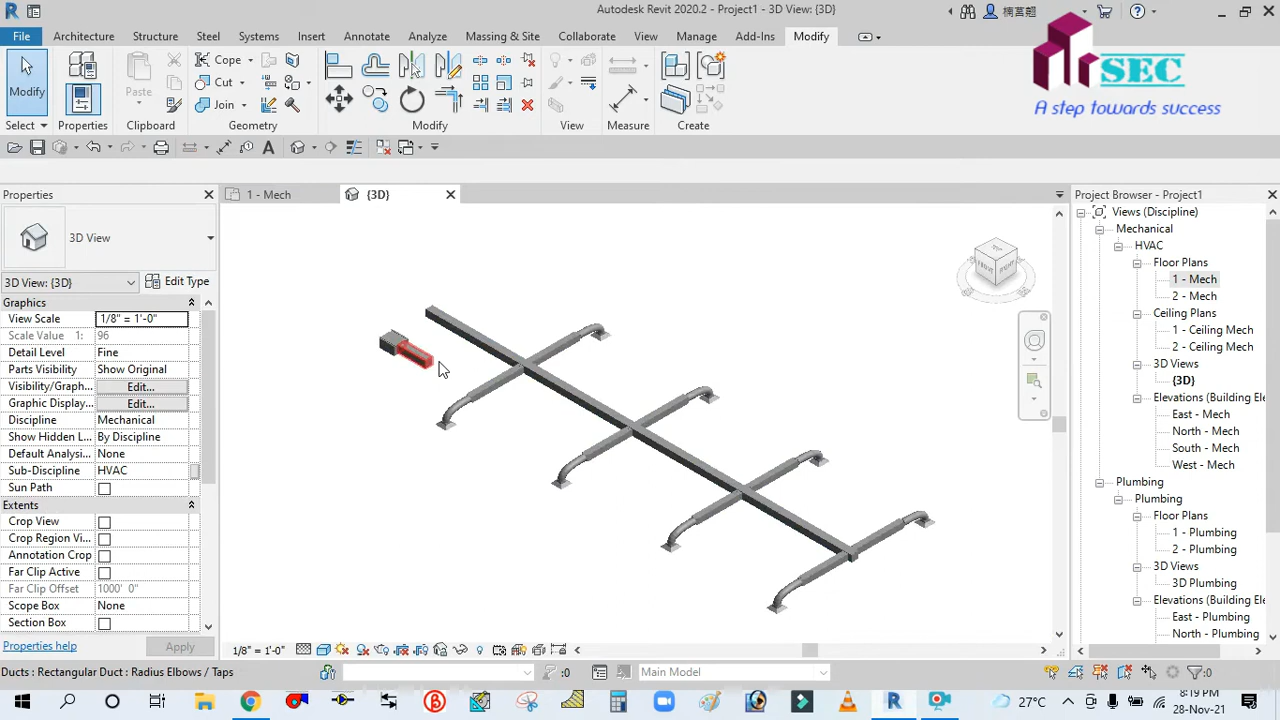 Autodesk Revit 2020.2 - Project1 - 3D View: {3D}
File Architecture Structure Steel Systems Insert Annotate Analyze Massing & Site Collaborate View Manage Add-Ins Modify
SEC
A step towards success
Modify Paste Cope Cut Join
Select Properties Clipboard Geometry Modify View Measure Create
Properties
3D View
3D View: {3D} Edit Type
Graphics
View Scale 1/8" = 1'-0"
Scale Value 1: 96
Detail Level Fine
Parts Visibility Show Original
Visibility/Graph... Edit...
Graphic Display... Edit...
Discipline Mechanical
Show Hidden L... By Discipline
Default Analysi... None
Sub-Discipline HVAC
Sun Path
Extents
Crop View
Crop Region Vi...
Annotation Crop
Far Clip Active
Far Clip Offset 1000' 0"
Scope Box None
Section Box
Properties help Apply
1 - Mech {3D}
Project Browser - Project1
Views (Discipline)
Mechanical
HVAC
Floor Plans
1 - Mech
2 - Mech
Ceiling Plans
1 - Ceiling Mech
2 - Ceiling Mech
3D Views
{3D}
Elevations (Building Ele
East - Mech
North - Mech
South - Mech
West - Mech
Plumbing
Plumbing
Floor Plans
1 - Plumbing
2 - Plumbing
3D Views
3D Plumbing
Elevations (Building Ele
East - Plumbing
North - Plumbing
1/8" = 1'-0"
Ducts : Rectangular Duct : Radius Elbows / Taps
:0 Main Model :0
27°C
8:19 PM
28-Nov-21